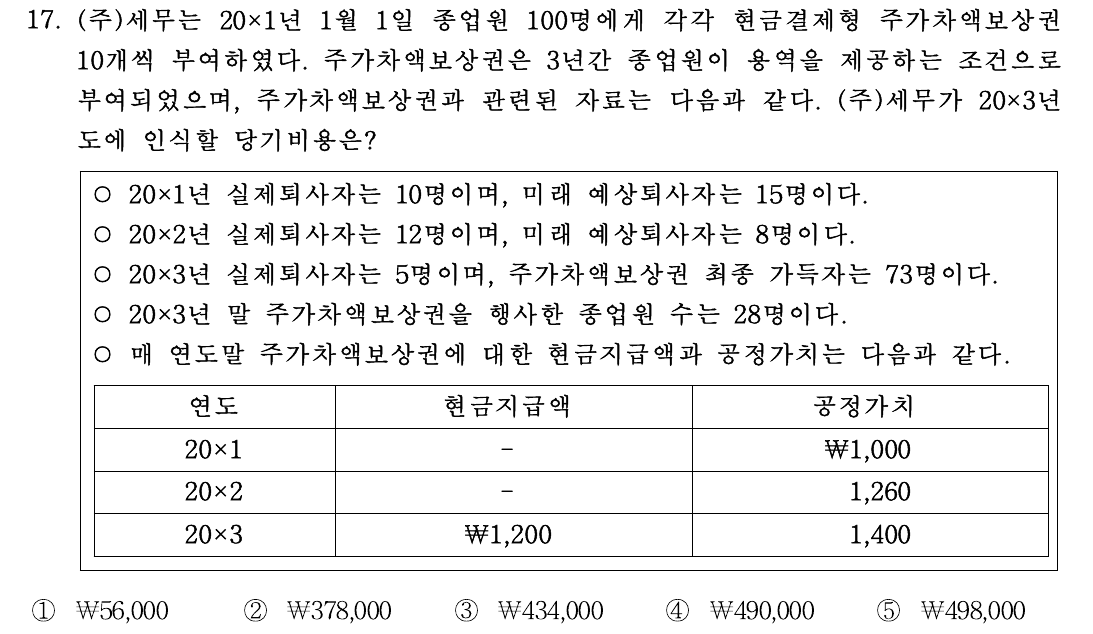 17. (주)세무는 20×1년 1월 1일 종업원 100명에게 각각 현금결제형 주가차액보상권
10개씩 부여하였다. 주가차액보상권은 3년간 종업원이 용역을 제공하는 조건으로
부여되었으며, 주가차액보상권과 관련된 자료는 다음과 같다. (주)세무가 20×3년
도에 인식할 당기비용은?
○ 20×1년 실제퇴사자는 10명이며, 미래 예상퇴사자는 15명이다.
○ 20×2년 실제퇴사자는 12명이며, 미래 예상퇴사자는 8명이다.
○ 20×3년 실제퇴사자는 5명이며, 주가차액보상권 최종 가득자는 73명이다.
○ 20×3년 말 주가차액보상권을 행사한 종업원 수는 28명이다.
○ 매 연도말 주가차액보상권에 대한 현금지급액과 공정가치는 다음과 같다.
연도 현금지급액 공정가치
20×1 - ₩1,000
20×2 - 1,260
20×3 ₩1,200 1,400
① ₩56,000 ② ₩378,000 ③ ₩434,000 ④ ₩490,000 ⑤ ₩498,000